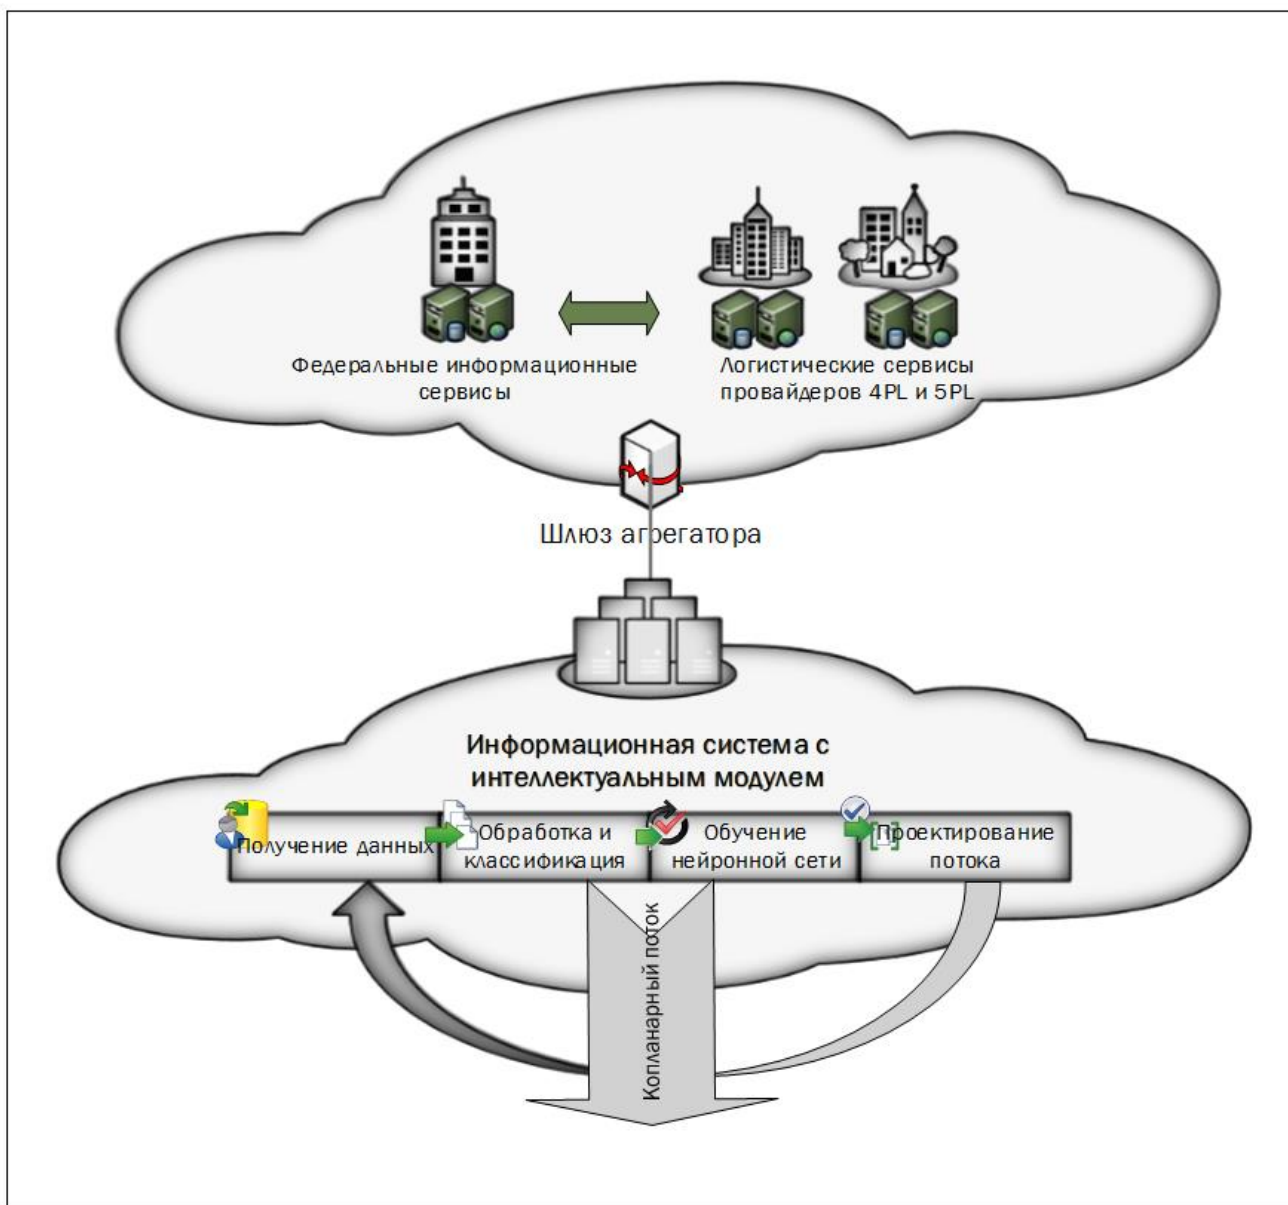 Федеральные информационные
сервисы
Логистические сервисы
провайдеров 4PL и 5PL
Шлюз агрегатора
Информационная система с
интеллектуальным модулем
Получение данных
Обработка и
классификация
Обучение
нейронной сети
Проектирование
потока
Копланарный поток